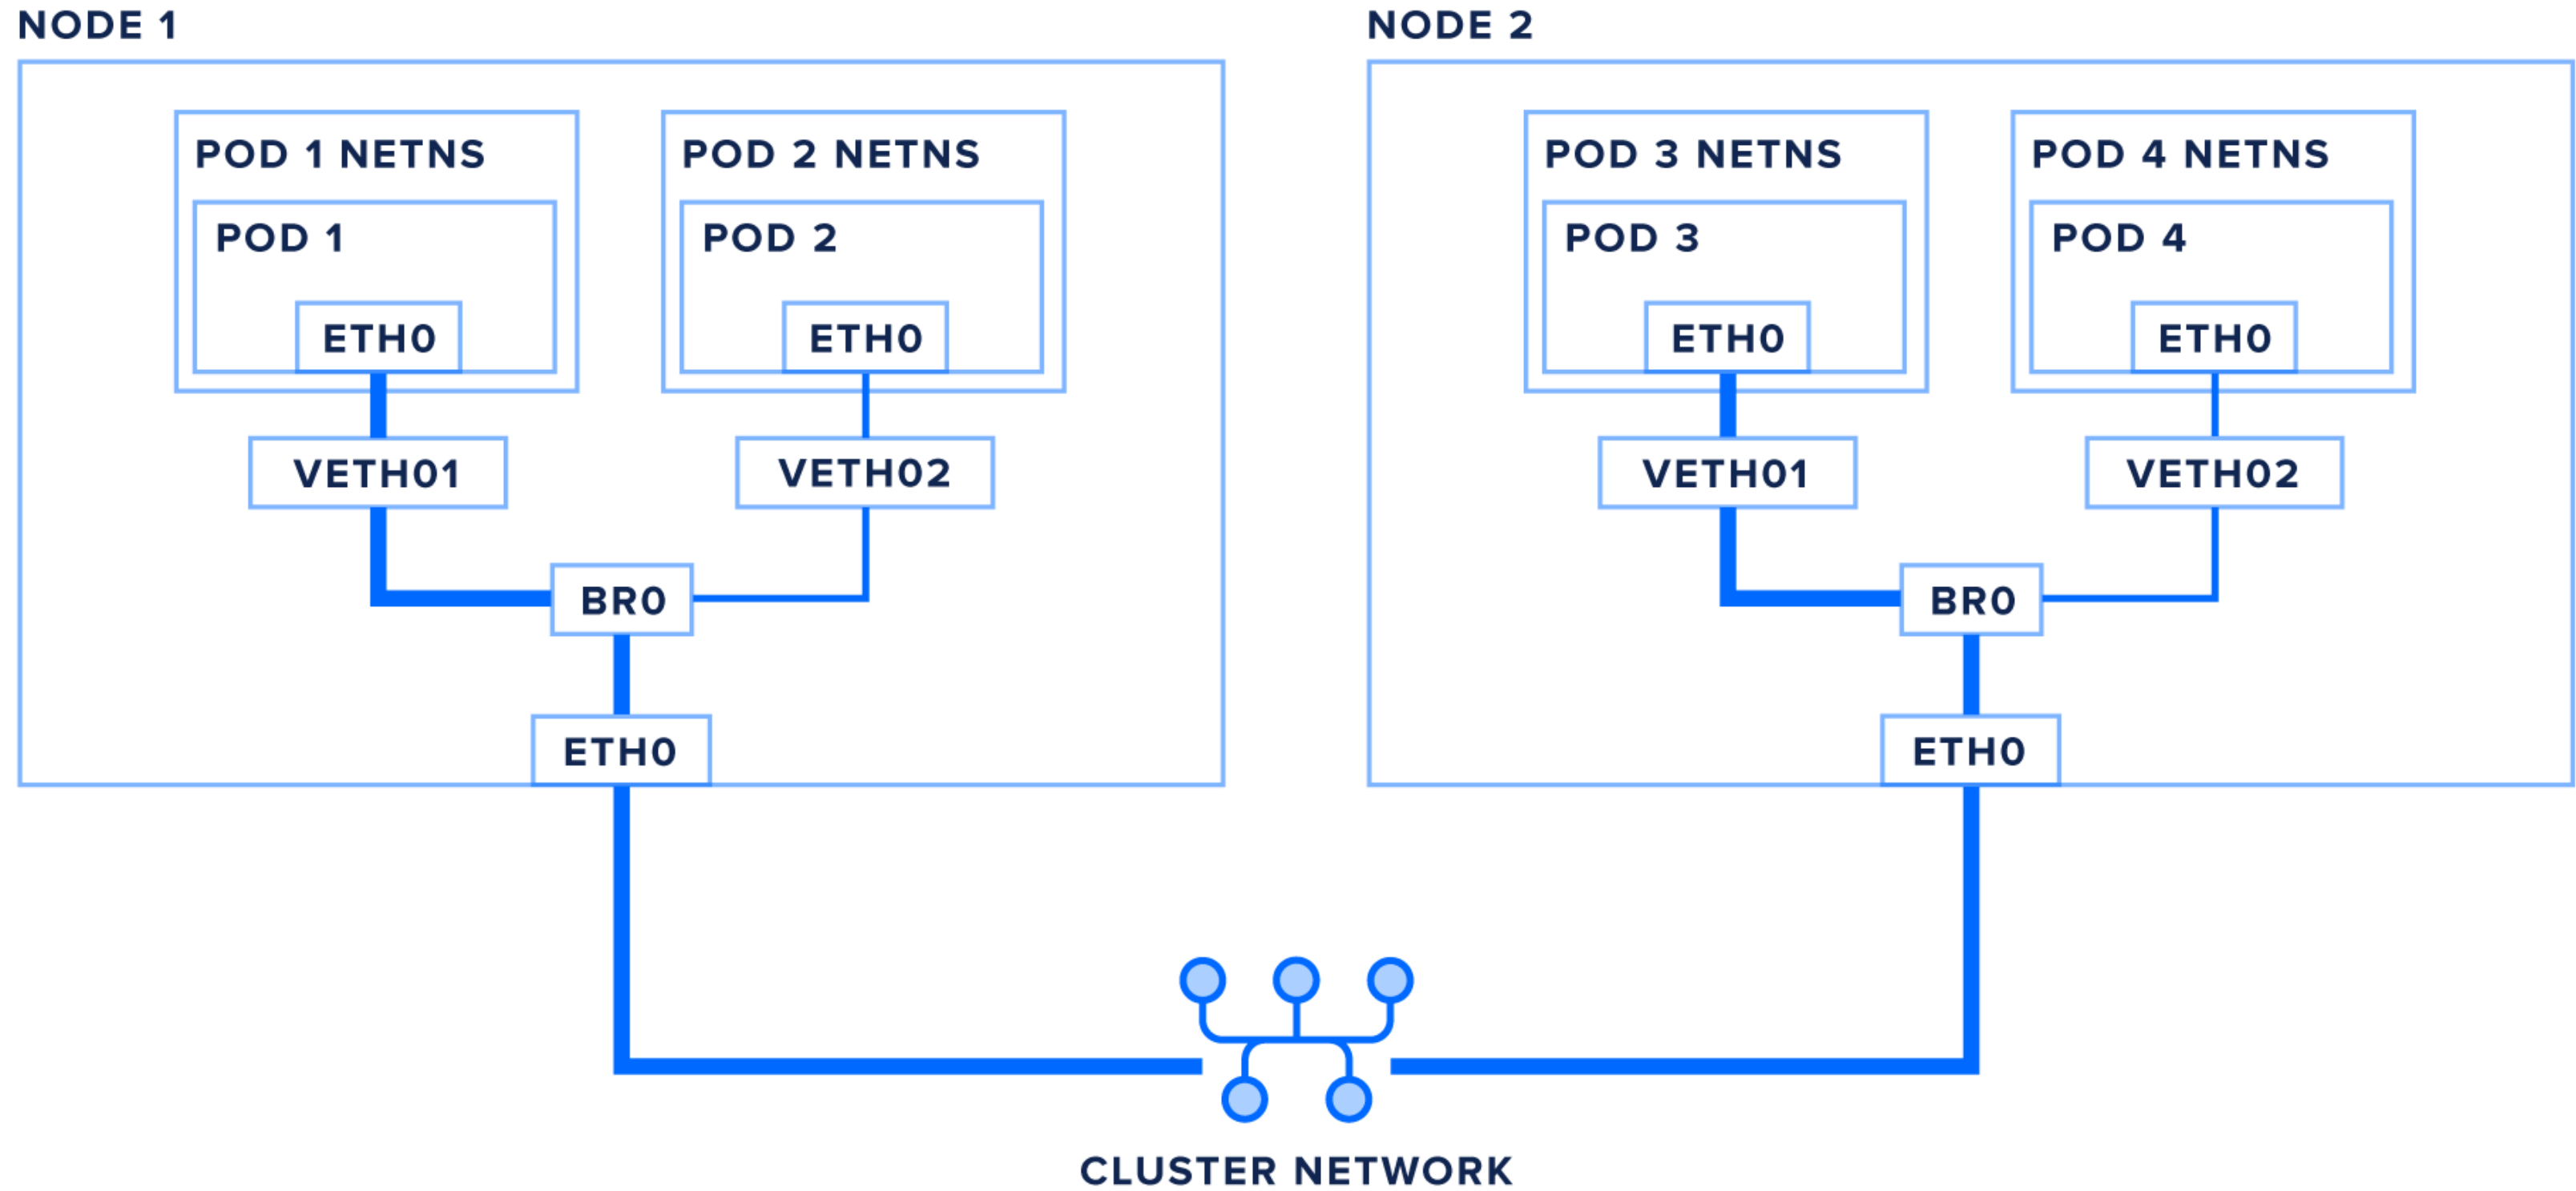 NODE 1
POD 1 NETNS
POD 1
ETH0
VETH01
POD 2 NETNS
POD 2
ETH0
VETH02
BR0
ETH0
NODE 2
POD 3 NETNS
POD 3
ETH0
VETH01
POD 4 NETNS
POD 4
ETH0
VETH02
BR0
ETH0
CLUSTER NETWORK